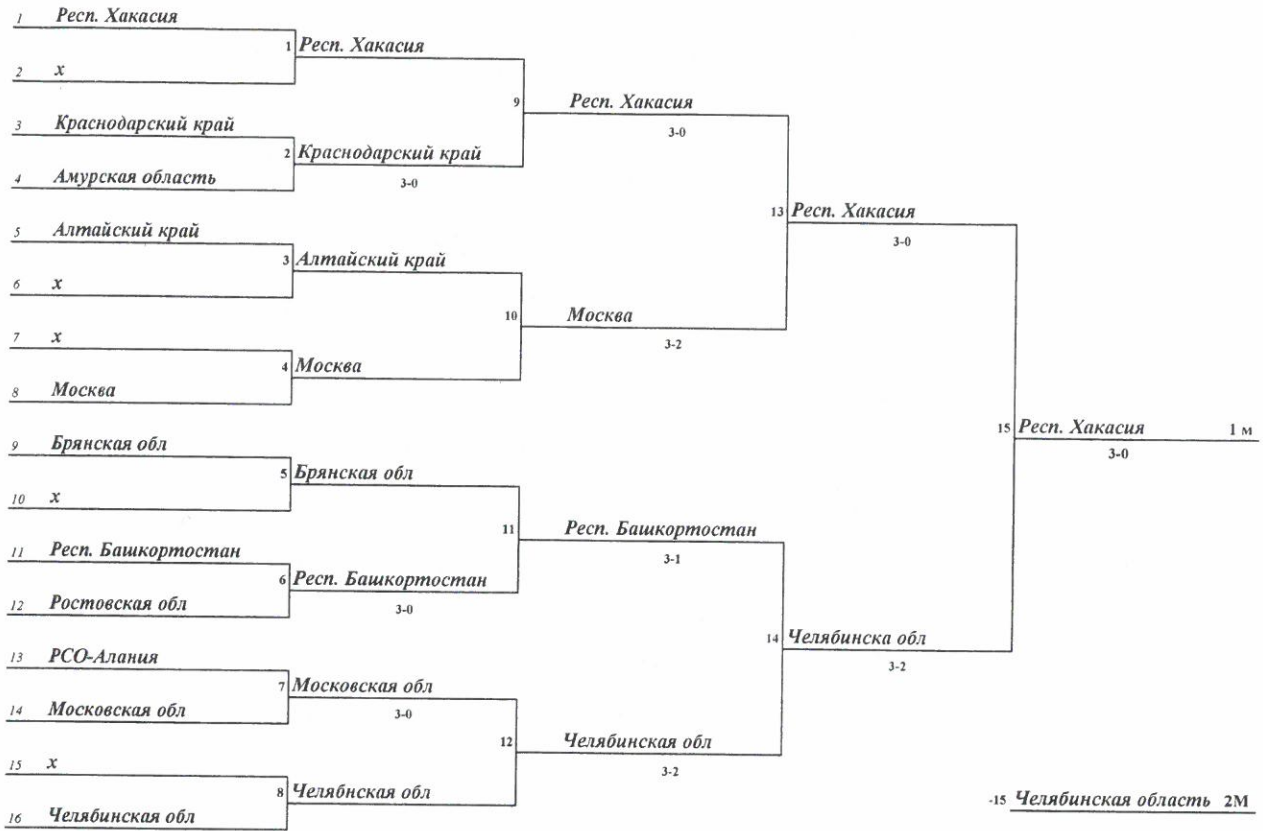 1 Респ. Хакасия
1 Респ. Хакасия
2 х
9 Респ. Хакасия
3-0
3 Краснодарский край
2 Краснодарский край
3-0
4 Амурская область
13 Респ. Хакасия
3-0
5 Алтайский край
3 Алтайский край
6 х
10 Москва
3-2
7 х
4 Москва
8 Москва
15 Респ. Хакасия 1 м
3-0
9 Брянская обл
5 Брянская обл
10 х
11 Респ. Башкортостан
3-1
11 Респ. Башкортостан
6 Респ. Башкортостан
3-0
12 Ростовская обл
14 Челябинска обл
3-2
13 РСО-Алания
7 Московская обл
3-0
14 Московская обл
12 Челябинская обл
3-2
15 х
8 Челябнская обл
16 Челябинская обл
-15 Челябинская область 2М